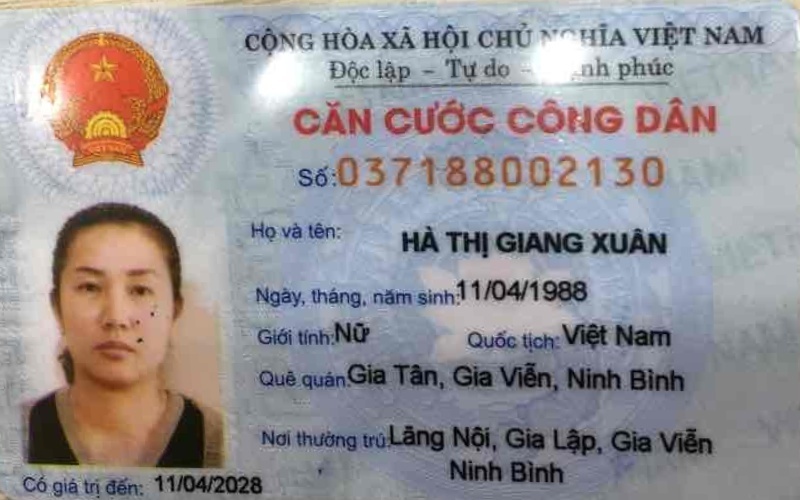 CỘNG HÒA XÃ HỘI CHỦ NGHĨA VIỆT NAM
Độc lập - Tự do - phúc
CĂN CƯỚC CÔNG DÂN
Số: 037188002130
Họ và tên: HÀ THỊ GIANG XUÂN
Ngày, tháng, năm sinh: 11/04/1988
Giới tính: Nữ Quốc tịch: Việt Nam
Quê quán: Gia Tân, Gia Viễn, Ninh Bình
Nơi thường trú: Lãng Nội, Gia Lập, Gia Viễn
Ninh Bình
Có giá trị đến: 11/04/2028